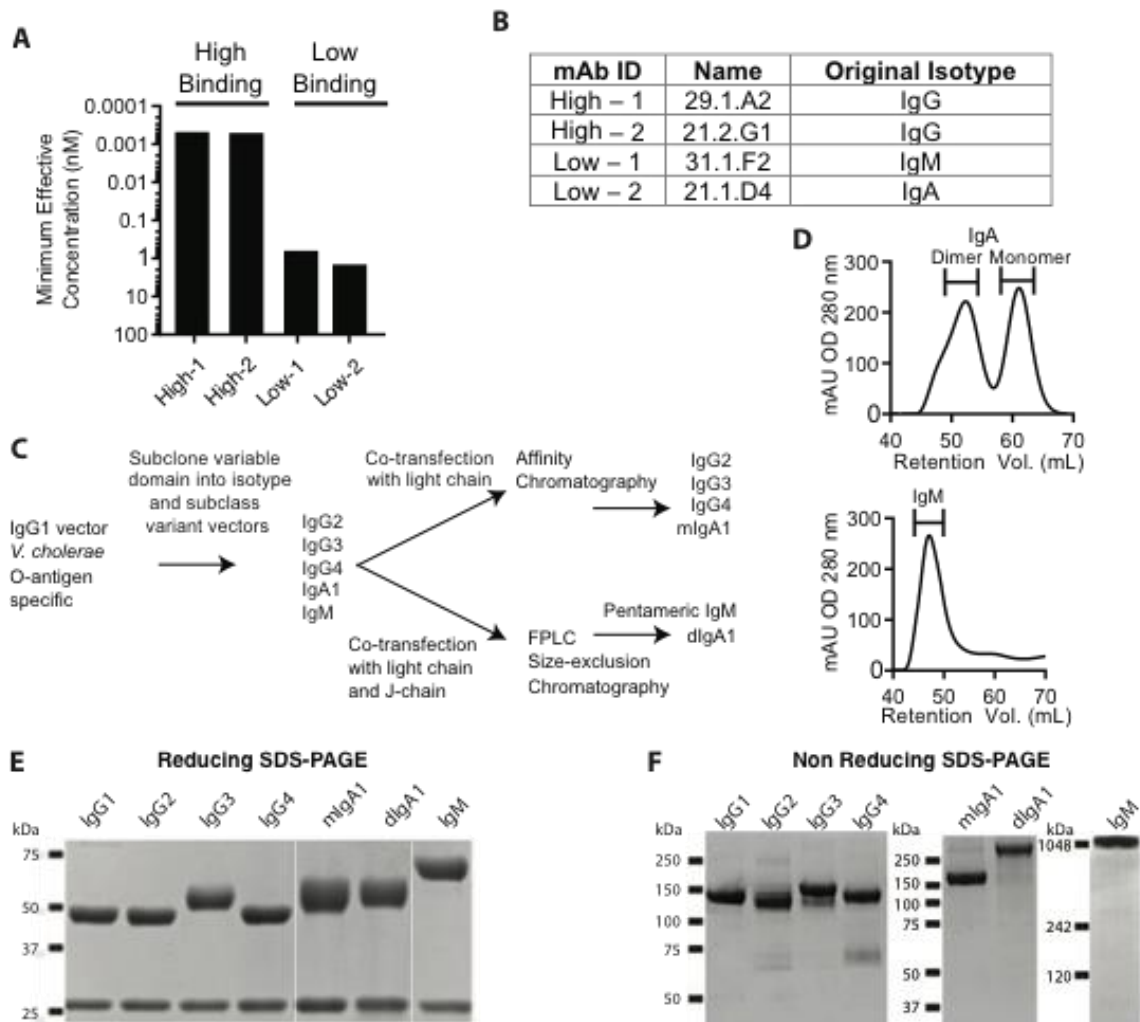 A
High
Binding
Low
Binding
Minimum Effective
Concentration (nM)
0.0001
0.001
0.01
0.1
1
10
100
High-1
High-2
Low-1
Low-2
B
mAb ID Name Original Isotype
High – 1 29.1.A2 IgG
High – 2 21.2.G1 IgG
Low – 1 31.1.F2 IgM
Low – 2 21.1.D4 IgA
C
IgG1 vector
V. cholerae
O-antigen
specific
Subclone variable
domain into isotype
and subclass
variant vectors
IgG2
IgG3
IgG4
IgA1
IgM
Co-transfection
with light chain
Affinity
Chromatography
IgG2
IgG3
IgG4
mIgA1
Co-transfection
with light chain
and J-chain
FPLC
Size-exclusion
Chromatography
Pentameric IgM
dIgA1
D
IgA
Dimer Monomer
mAU OD 280 nm
300
200
100
0
40 50 60 70
Retention Vol. (mL)
IgM
mAU OD 280 nm
300
200
100
0
40 50 60 70
Retention Vol. (mL)
E
Reducing SDS-PAGE
kDa IgG1 IgG2 IgG3 IgG4 mIgA1 dIgA1 IgM
75
50
37
25
F
Non Reducing SDS-PAGE
kDa IgG1 IgG2 IgG3 IgG4
250
150
100
75
50
kDa mIgA1 dIgA1
250
150
100
75
50
37
kDa IgM
1048
242
120